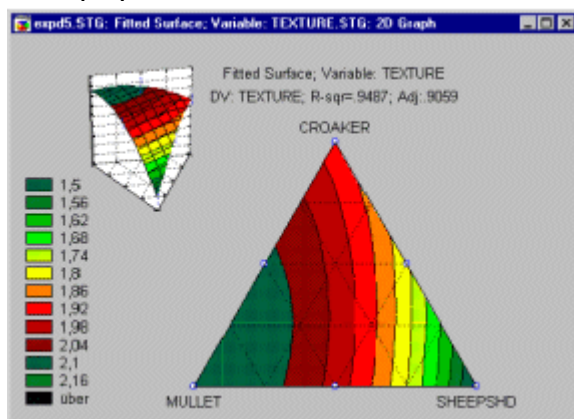 expd5.STG: Fitted Surface; Variable: TEXTURE.STG: 2D Graph
Fitted Surface; Variable: TEXTURE
DV: TEXTURE; R-sqr=.9487; Adj:.9059
CROAKER
1,5
1,56
1,62
1,68
1,74
1,8
1,86
1,92
1,98
2,04
2,1
2,16
über
MULLET
SHEEPSHD